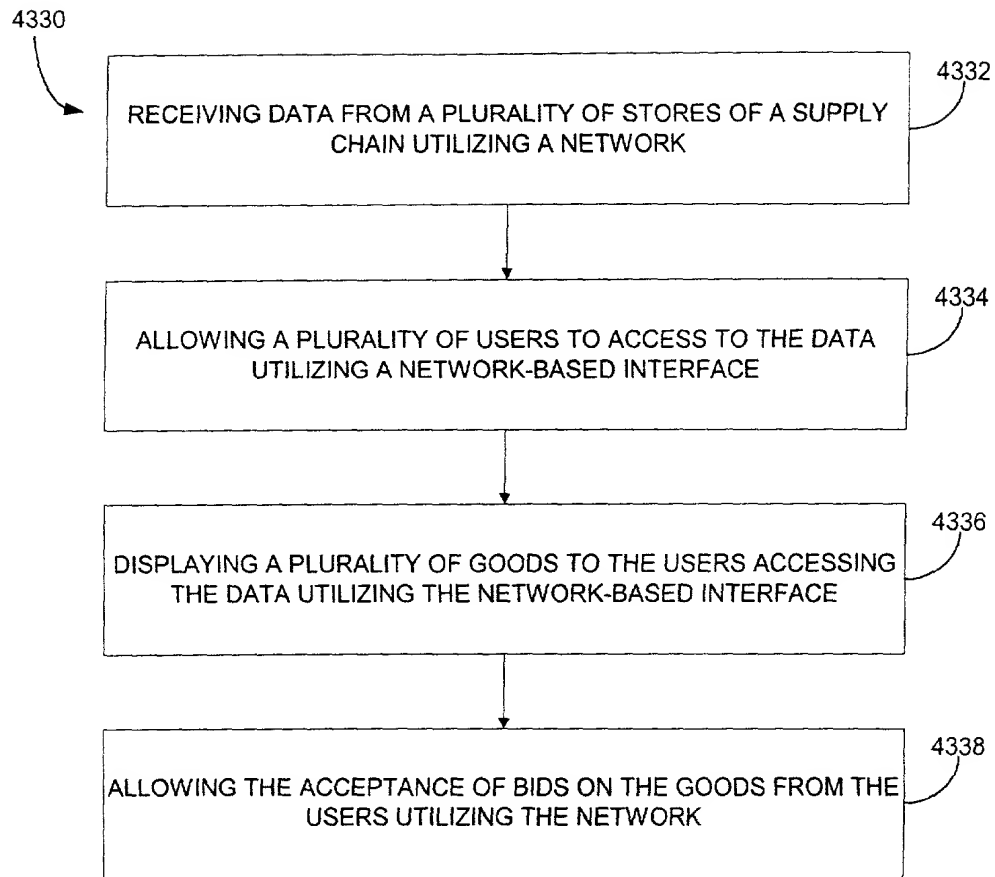 4330
4332
RECEIVING DATA FROM A PLURALITY OF STORES OF A SUPPLY
CHAIN UTILIZING A NETWORK
4334
ALLOWING A PLURALITY OF USERS TO ACCESS TO THE DATA
UTILIZING A NETWORK-BASED INTERFACE
4336
DISPLAYING A PLURALITY OF GOODS TO THE USERS ACCESSING
THE DATA UTILIZING THE NETWORK-BASED INTERFACE
4338
ALLOWING THE ACCEPTANCE OF BIDS ON THE GOODS FROM THE
USERS UTILIZING THE NETWORK